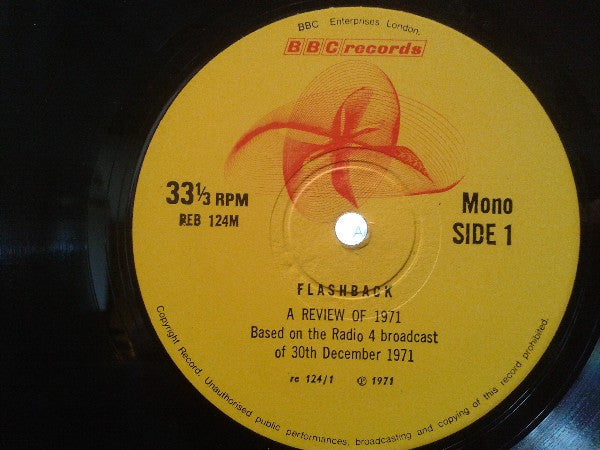 BBC Enterprises London.
BBC records
33⅓ RPM
REB 124M
Mono
SIDE 1
A
FLASHBACK
A REVIEW OF 1971
Based on the Radio 4 broadcast
of 30th December 1971
re 124/1 ℗ 1971
Copyright Record. Unauthorised public performances, broadcasting and copying of this record prohibited.